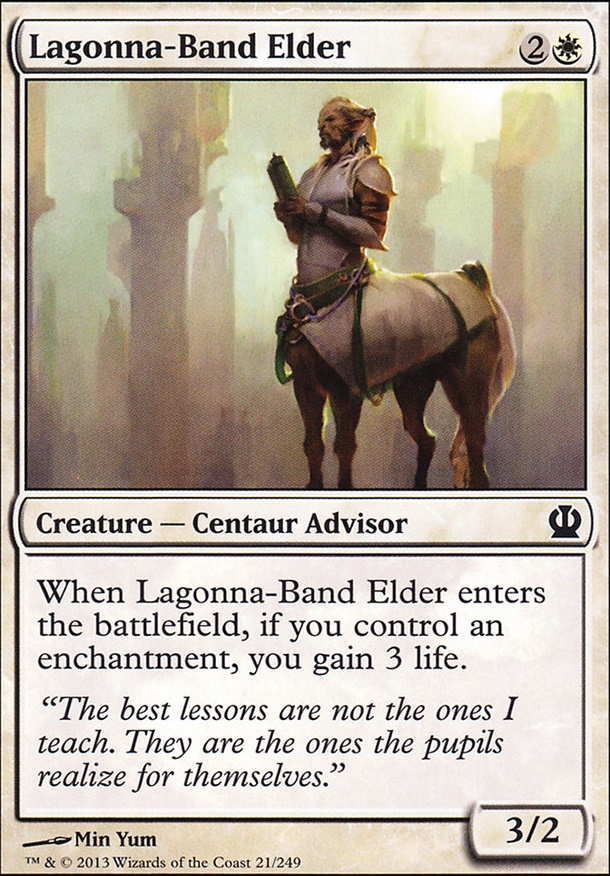 Lagonna-Band Elder 2
Creature — Centaur Advisor
When Lagonna-Band Elder enters
the battlefield, if you control an
enchantment, you gain 3 life.
“The best lessons are not the ones I
teach. They are the ones the pupils
realize for themselves.”
3/2
Min Yum
™ & © 2013 Wizards of the Coast 21/249